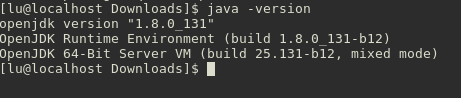 [lu@localhost Downloads]$ java -version
openjdk version "1.8.0_131"
OpenJDK Runtime Environment (build 1.8.0_131-b12)
OpenJDK 64-Bit Server VM (build 25.131-b12, mixed mode)
[lu@localhost Downloads]$